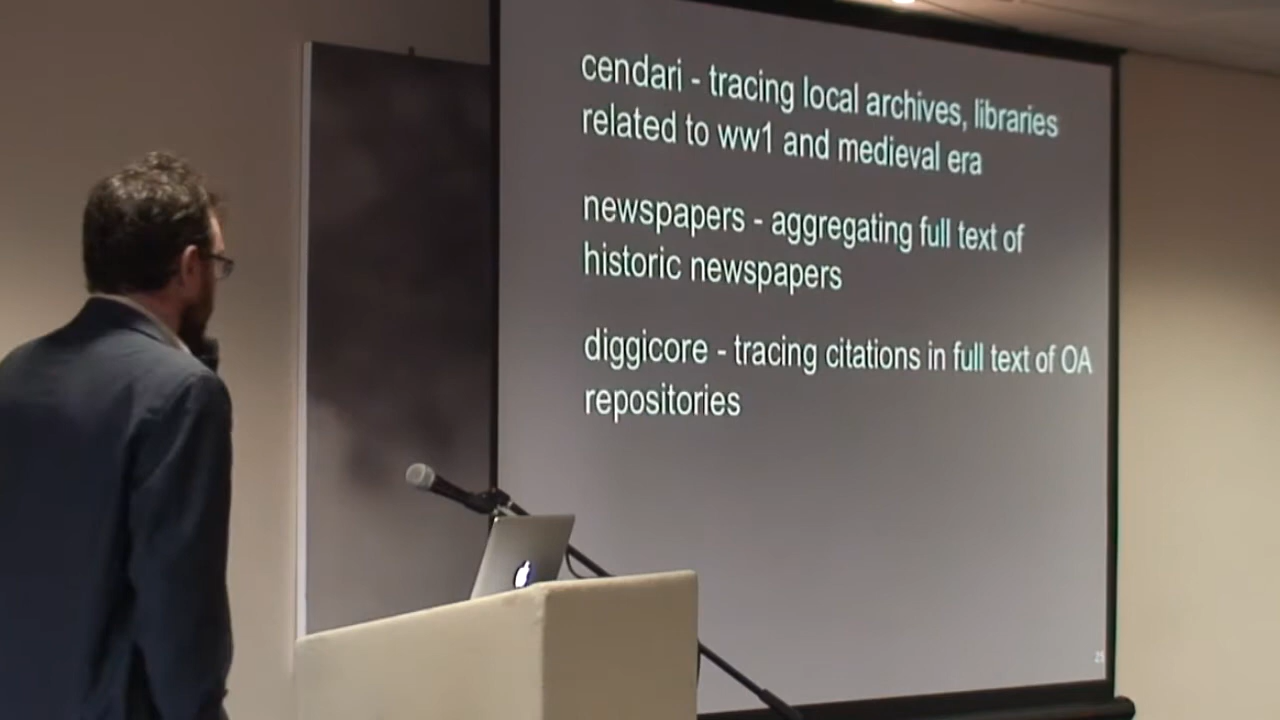 cendari - tracing local archives, libraries
related to ww1 and medieval era
newspapers - aggregating full text of
historic newspapers
diggicore - tracing citations in full text of OA
repositories
25